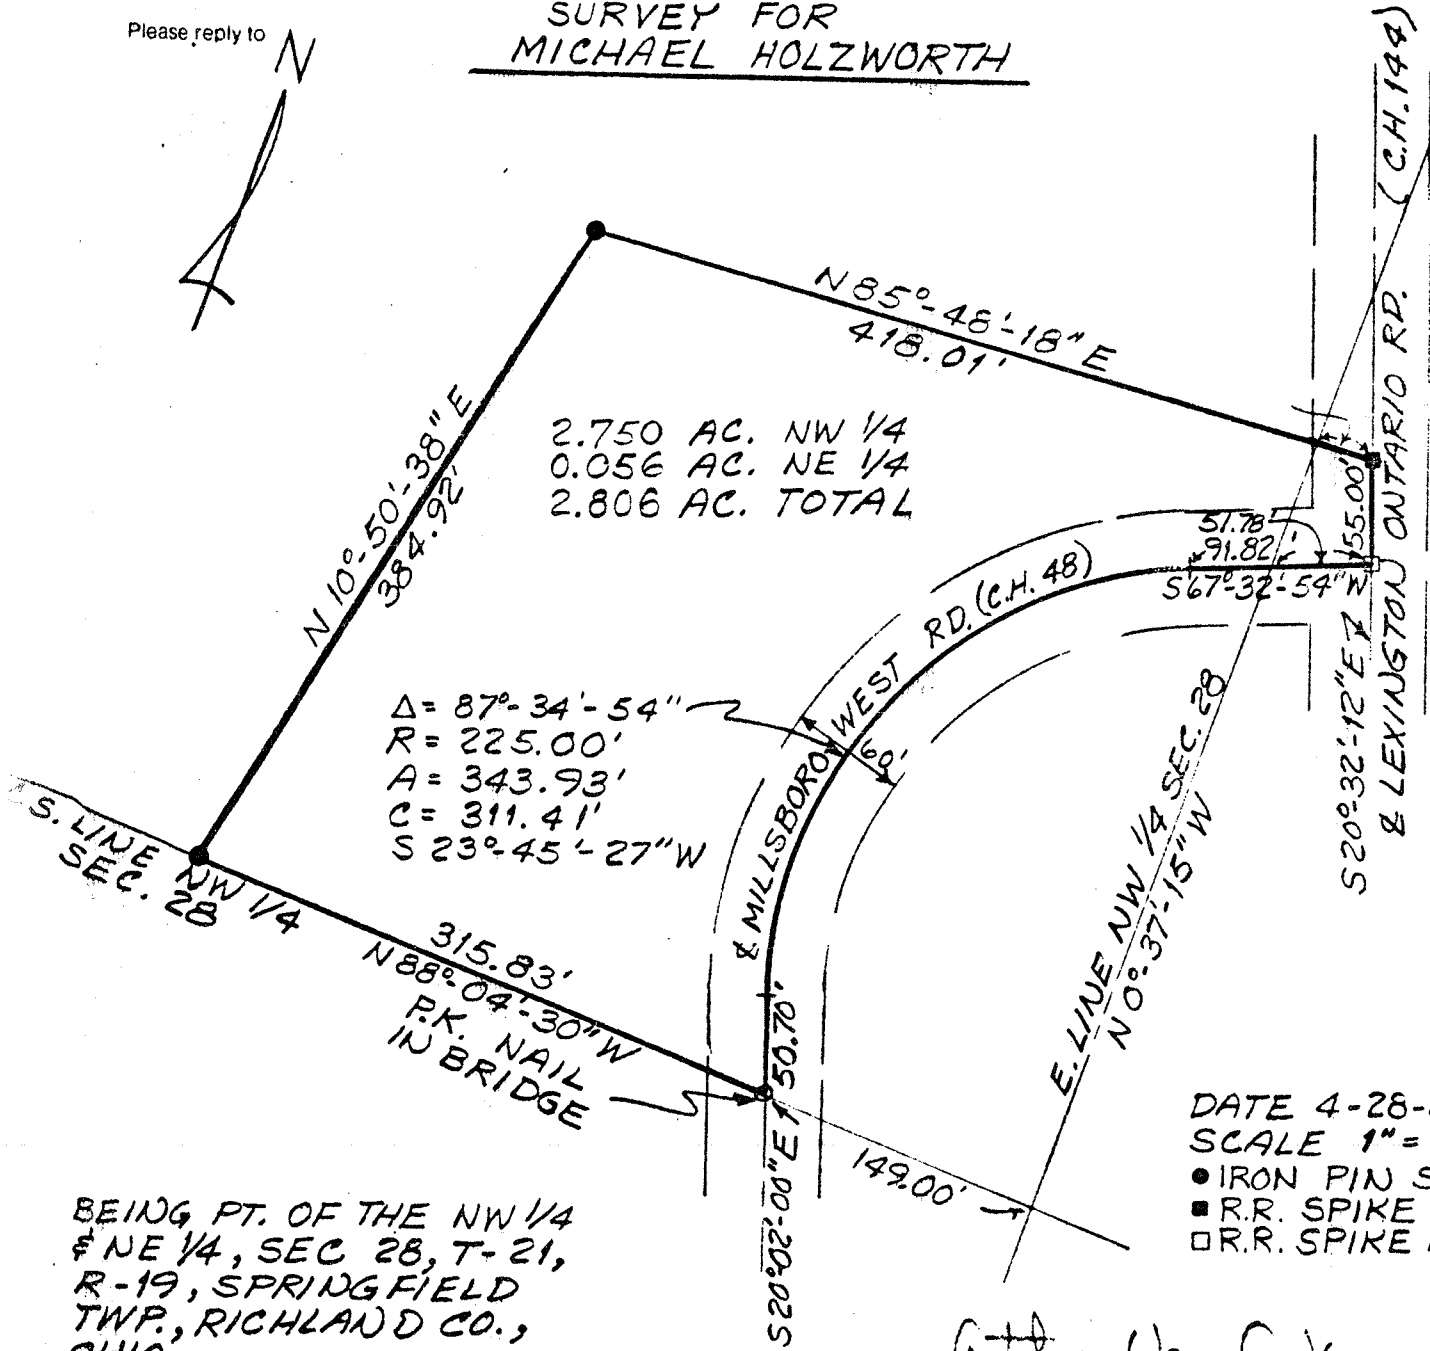 Please reply to
N
SURVEY FOR
MICHAEL HOLZWORTH
(C.H. 144)
℄ LEXINGTON ONTARIO RD.
N 85°-48'-18" E
418.01'
N 10°-50'-38" E
384.92'
2.750 AC. NW 1/4
0.056 AC. NE 1/4
2.806 AC. TOTAL
55.00'
51.78'
91.82'
S 67°-32'-54" W
S 20°-32'-12" E
℄ MILLSBORO WEST RD. (C.H. 48)
60'
Δ= 87°-34'-54"
R = 225.00'
A = 343.93'
C = 311.41'
S 23°-45'-27" W
S. LINE NW 1/4
SEC. 28
315.83'
N 88°-04'-30" W
P.K. NAIL
IN BRIDGE
50.70'
S 20°-02'-00" E
149.00'
E. LINE NW 1/4 SEC. 28
N 0°-37'-15" W
DATE 4-28-
SCALE 1" =
● IRON PIN S
■ R.R. SPIKE
□ R.R. SPIKE
BEING PT. OF THE NW 1/4
& NE 1/4, SEC 28, T-21,
R-19, SPRINGFIELD
TWP., RICHLAND CO.,
OHIO